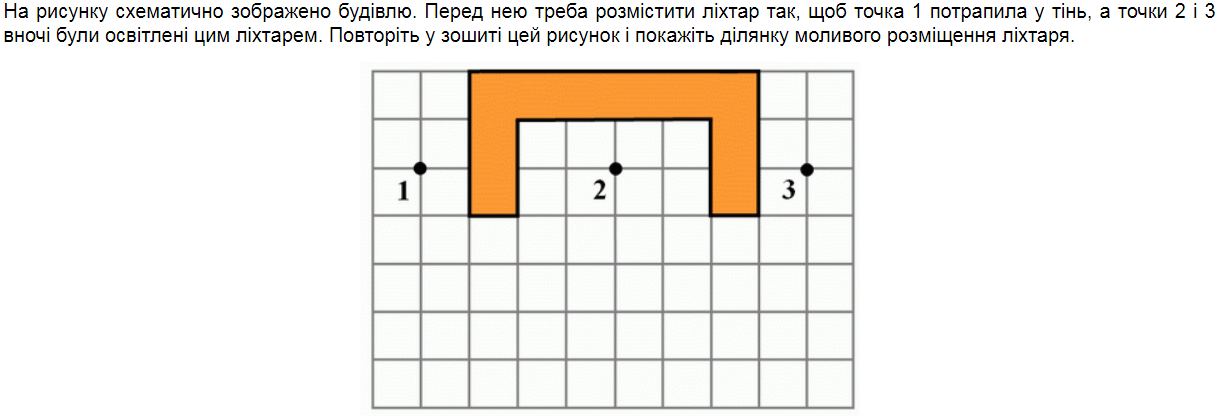 На рисунку схематично зображено будівлю. Перед нею треба розмістити ліхтар так, щоб точка 1 потрапила у тінь, а точки 2 і 3
вночі були освітлені цим ліхтарем. Повторіть у зошиті цей рисунок і покажіть ділянку моливого розміщення ліхтаря.
1 2 3